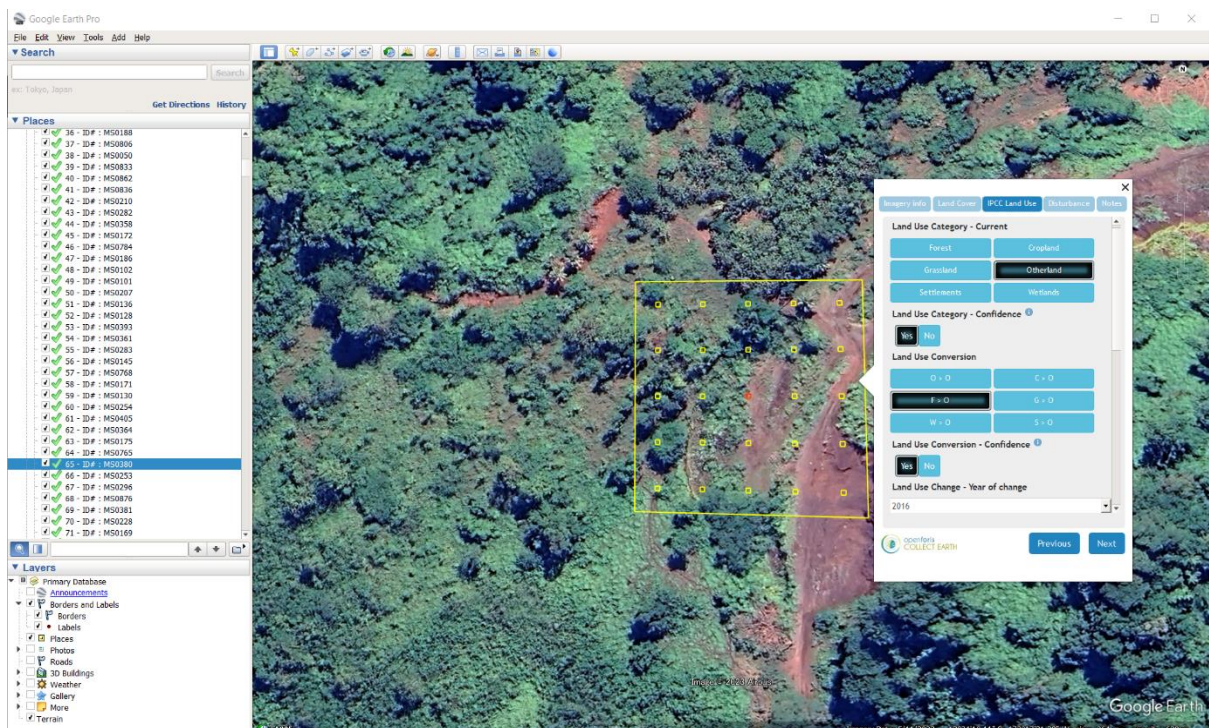 Google Earth Pro
File Edit View Tools Add Help
Search
Search
ex: Tokyo, Japan
Get Directions History
Places
36 - ID# : MS0188
37 - ID# : MS0806
38 - ID# : MS0050
39 - ID# : MS0833
40 - ID# : MS0862
41 - ID# : MS0836
42 - ID# : MS0210
43 - ID# : MS0282
44 - ID# : MS0358
45 - ID# : MS0172
46 - ID# : MS0784
47 - ID# : MS0186
48 - ID# : MS0102
49 - ID# : MS0101
50 - ID# : MS0207
51 - ID# : MS0136
52 - ID# : MS0128
53 - ID# : MS0393
54 - ID# : MS0361
55 - ID# : MS0283
56 - ID# : MS0145
57 - ID# : MS0768
58 - ID# : MS0171
59 - ID# : MS0130
60 - ID# : MS0254
61 - ID# : MS0405
62 - ID# : MS0364
63 - ID# : MS0175
64 - ID# : MS0765
65 - ID# : MS0380
66 - ID# : MS0253
67 - ID# : MS0296
68 - ID# : MS0876
69 - ID# : MS0381
70 - ID# : MS0228
71 - ID# : MS0169
Layers
Primary Database
Announcements
Borders and Labels
Borders
Labels
Places
Photos
Roads
3D Buildings
Weather
Gallery
More
Terrain
N
Imagery info Land Cover IPCC Land Use Disturbance Notes
Land Use Category - Current
Forest Cropland
Grassland Otherland
Settlements Wetlands
Land Use Category - Confidence
Yes No
Land Use Conversion
O > O C > O
F > O G > O
W > O S > O
Land Use Conversion - Confidence
Yes No
Land Use Change - Year of change
2016
openforis
COLLECT EARTH
Previous Next
Image © 2023 Airbus
Google Earth